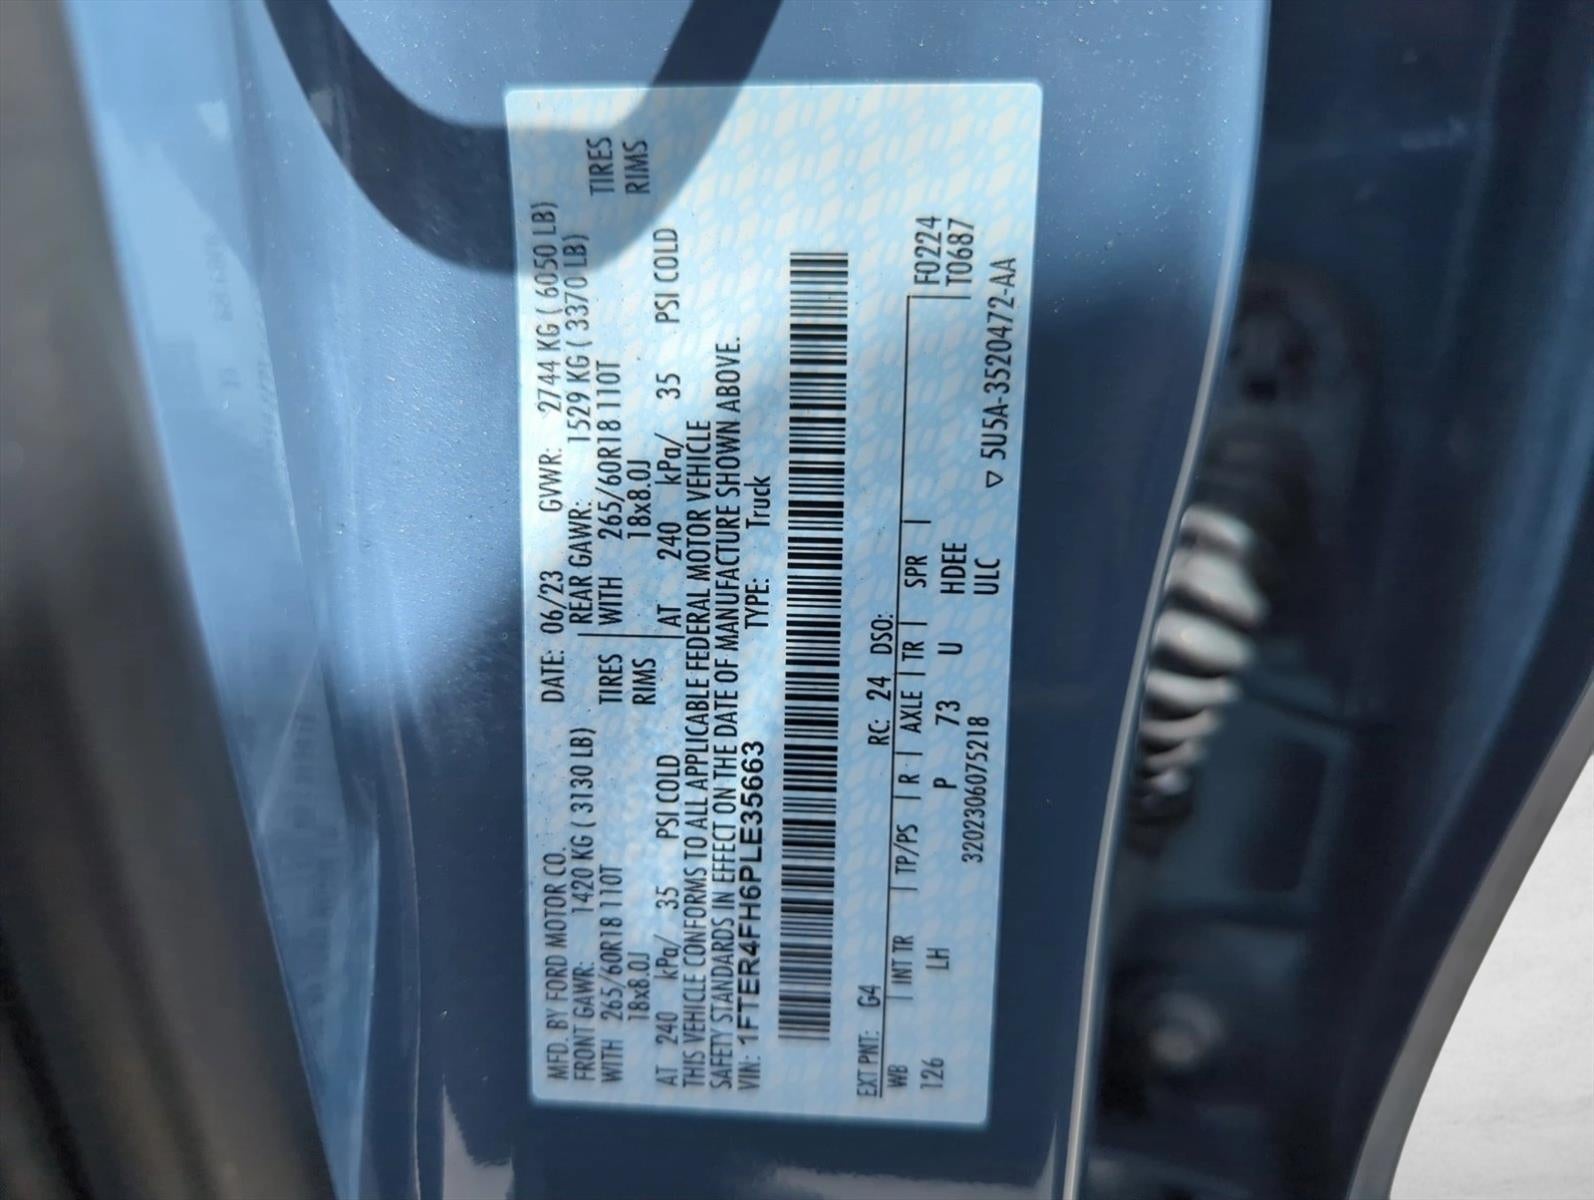 MFD. BY FORD MOTOR CO. DATE: 06/23 GVWR: 2744 KG ( 6050 LB)
FRONT GAWR: 1420 KG ( 3130 LB) REAR GAWR: 1529 KG ( 3370 LB)
WITH 265/60R18 110T TIRES WITH 265/60R18 110T TIRES
18x8.0J RIMS 18x8.0J RIMS
AT 240 kPa/ 35 PSI COLD AT 240 kPa/ 35 PSI COLD
THIS VEHICLE CONFORMS TO ALL APPLICABLE FEDERAL MOTOR VEHICLE
SAFETY STANDARDS IN EFFECT ON THE DATE OF MANUFACTURE SHOWN ABOVE.
VIN: 1FTER4FH6PLE35663 TYPE: Truck
EXT PNT: G4 RC: 24 DSO:
WB INT TR TP/PS R AXLE TR SPR F0224
126 LH P 73 U HDEE T0687
3202306075218 ULC ▽ 5U5A-3520472-AA